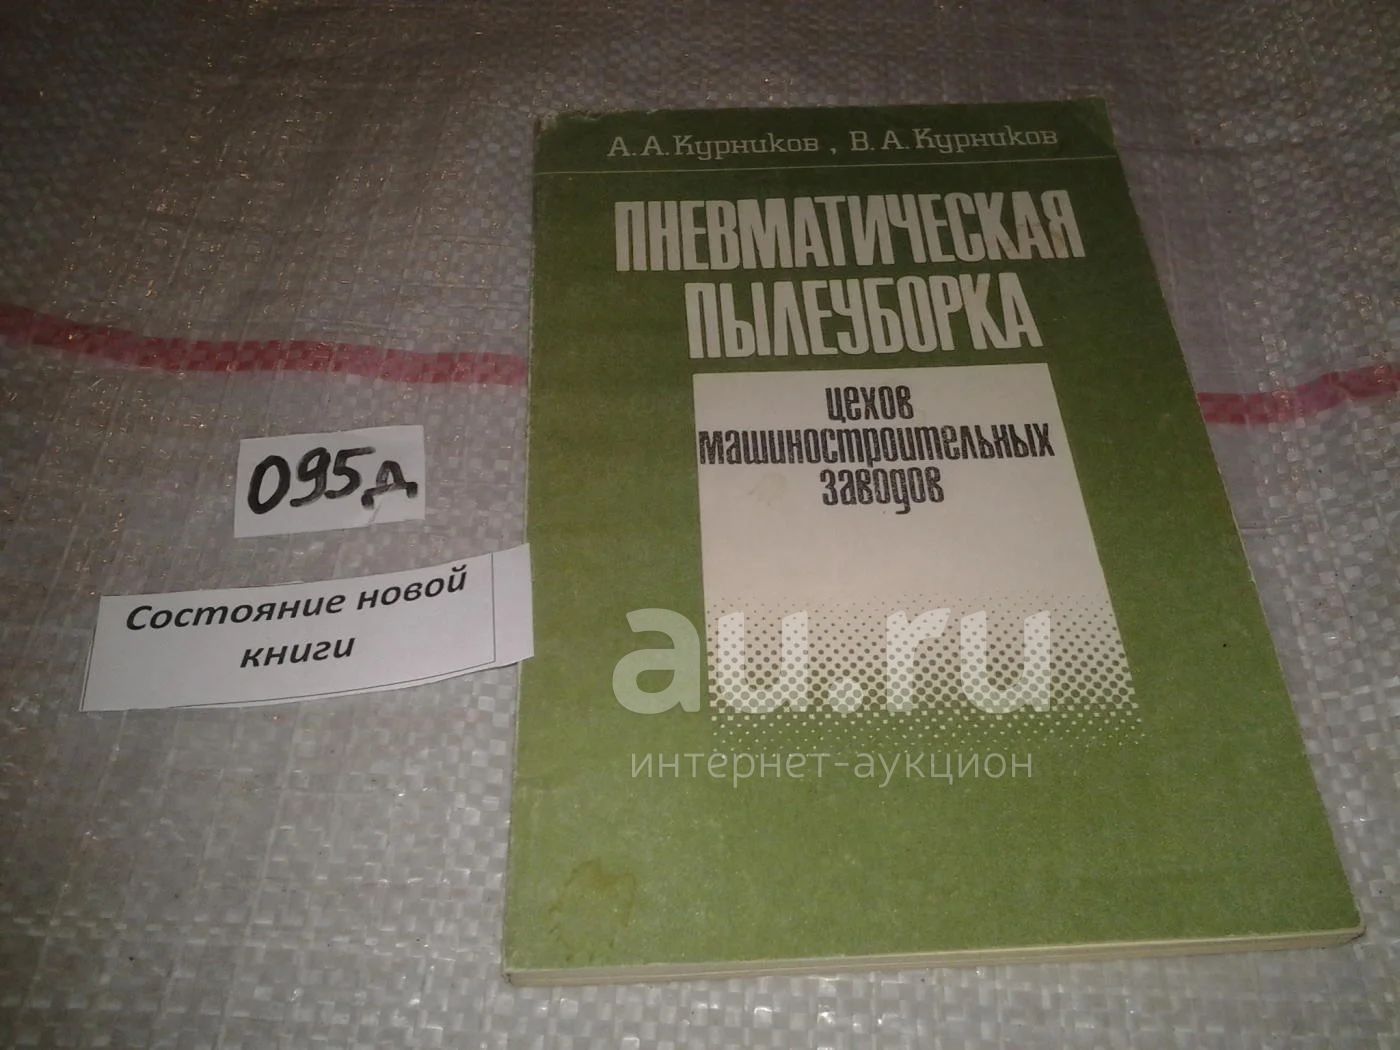 А. А. Курников, В. А. Курников
ПНЕВМАТИЧЕСКАЯ
ПЫЛЕУБОРКА
цехов
машиностроительных
заводов
095д
Состояние новой
книги
au.ru
интернет-аукцион